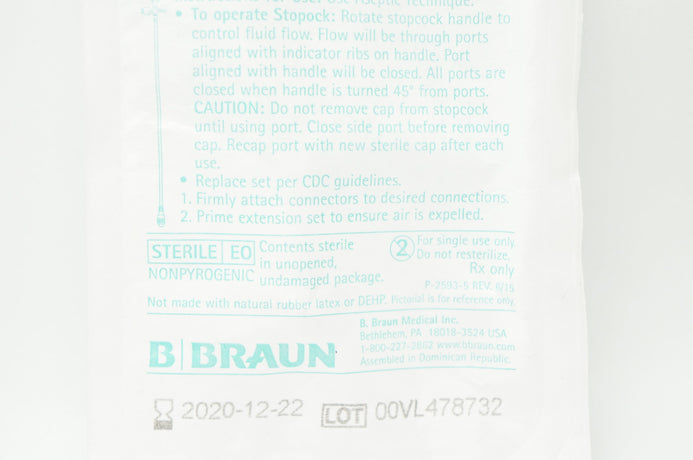 Use: Use Aseptic Technique.
• To operate Stopock: Rotate stopcock handle to
control fluid flow. Flow will be through ports
aligned with indicator ribs on handle. Port
aligned with handle will be closed. All ports are
closed when handle is turned 45° from ports.
CAUTION: Do not remove cap from stopcock
until using port. Close side port before removing
cap. Recap port with new sterile cap after each
use.
• Replace set per CDC guidelines.
1. Firmly attach connectors to desired connections.
2. Prime extension set to ensure air is expelled.
STERILE EO
NONPYROGENIC
Contents sterile
in unopened,
undamaged package.
2
For single use only.
Do not resterilize.
Rx only
P-2593-5 REV. 6/15
Not made with natural rubber latex or DEHP. Pictorial is for reference only.
B|BRAUN
B. Braun Medical Inc.
Bethlehem, PA 18018-3524 USA
1-800-227-2862 www.bbraun.com
Assembled in Dominican Republic.
2020-12-22 LOT 00VL478732